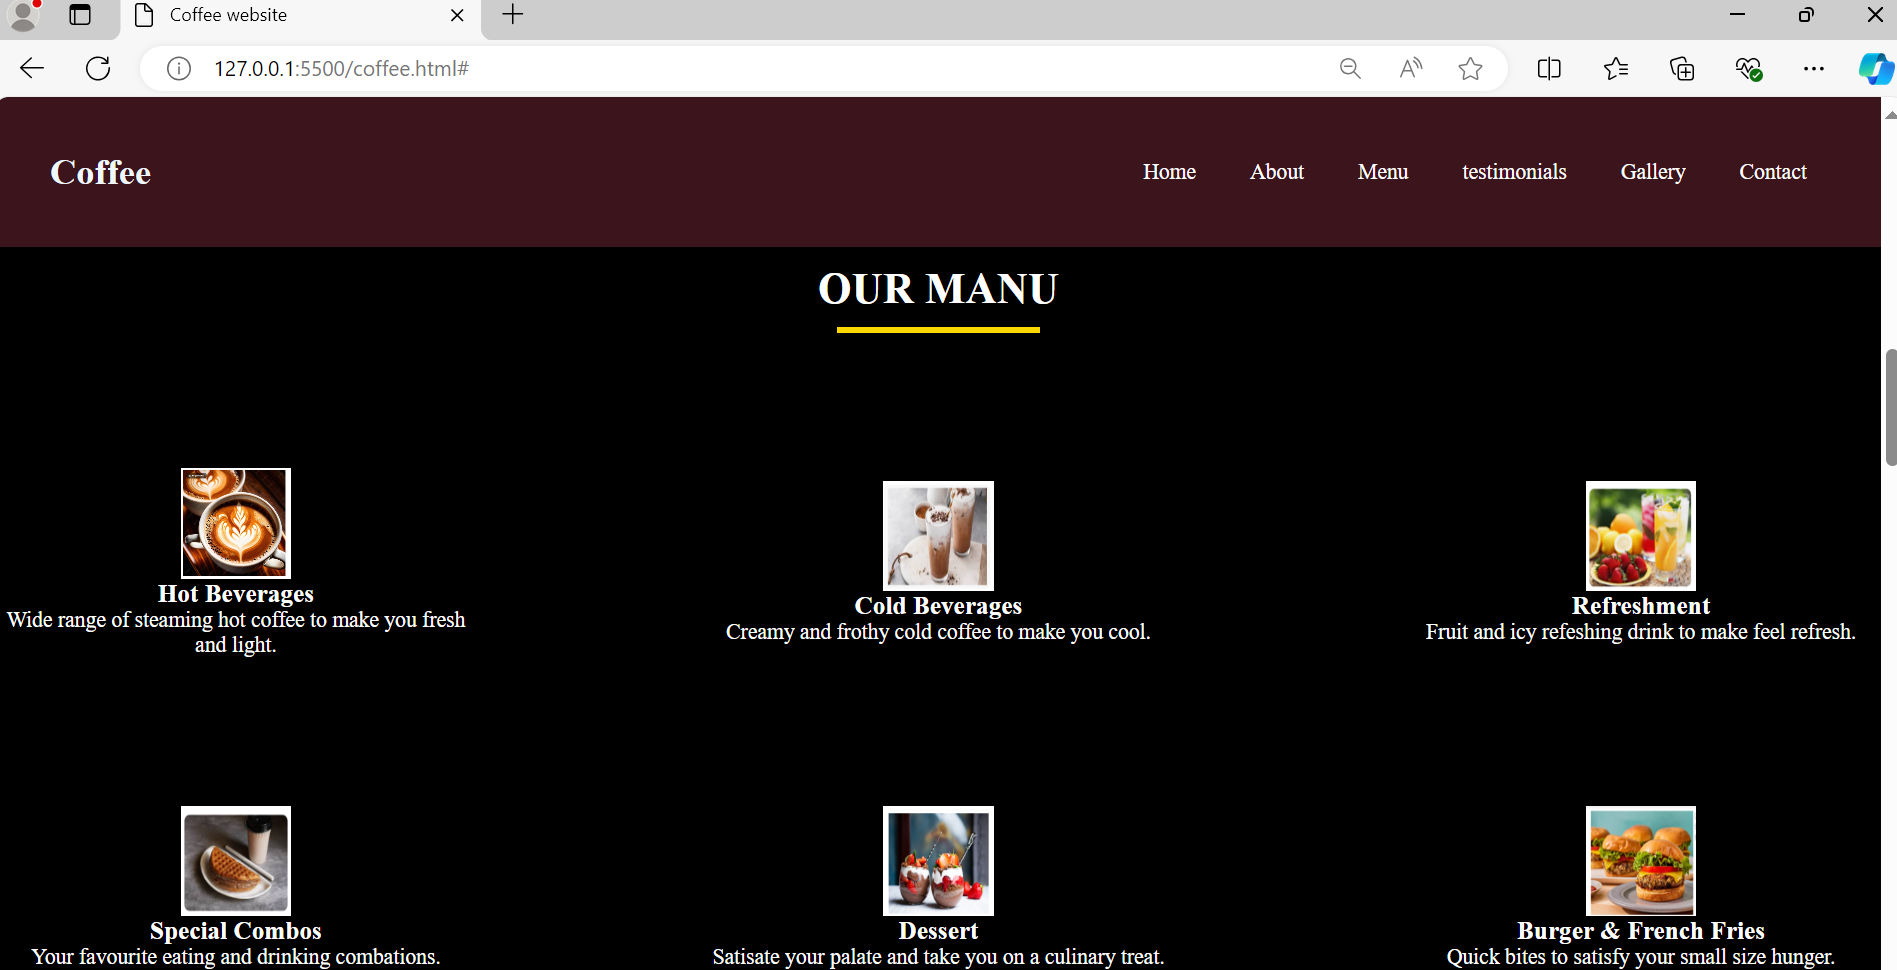 Coffee website
127.0.0.1:5500/coffee.html#
Coffee
Home About Menu testimonials Gallery Contact
OUR MANU
Hot Beverages
Wide range of steaming hot coffee to make you fresh
and light.
Cold Beverages
Creamy and frothy cold coffee to make you cool.
Refreshment
Fruit and icy refeshing drink to make feel refresh.
Special Combos
Your favourite eating and drinking combations.
Dessert
Satisate your palate and take you on a culinary treat.
Burger & French Fries
Quick bites to satisfy your small size hunger.